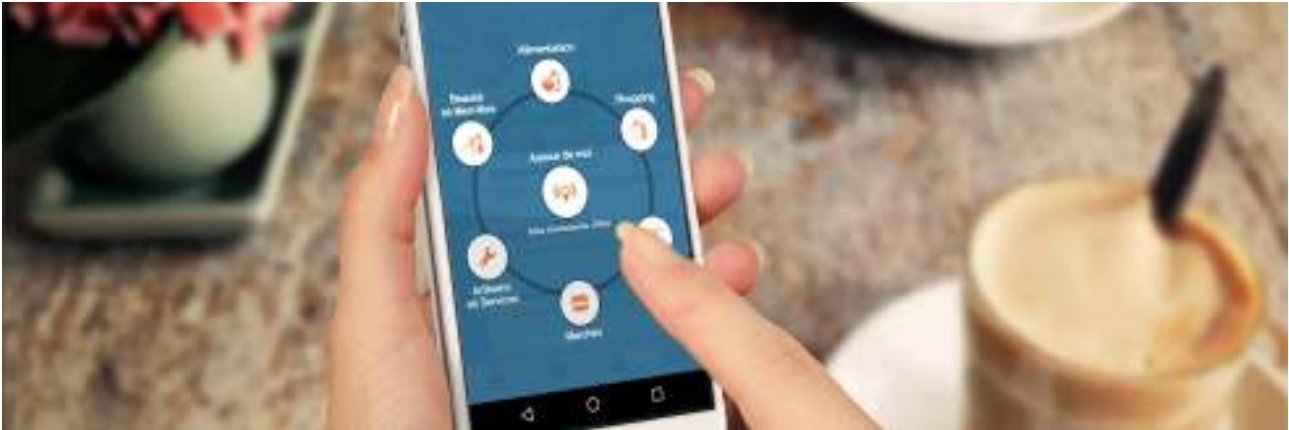 Alimentation
Beauté
et Bien-être
Shopping
Autour de moi
Artisans
et Services
Marchés